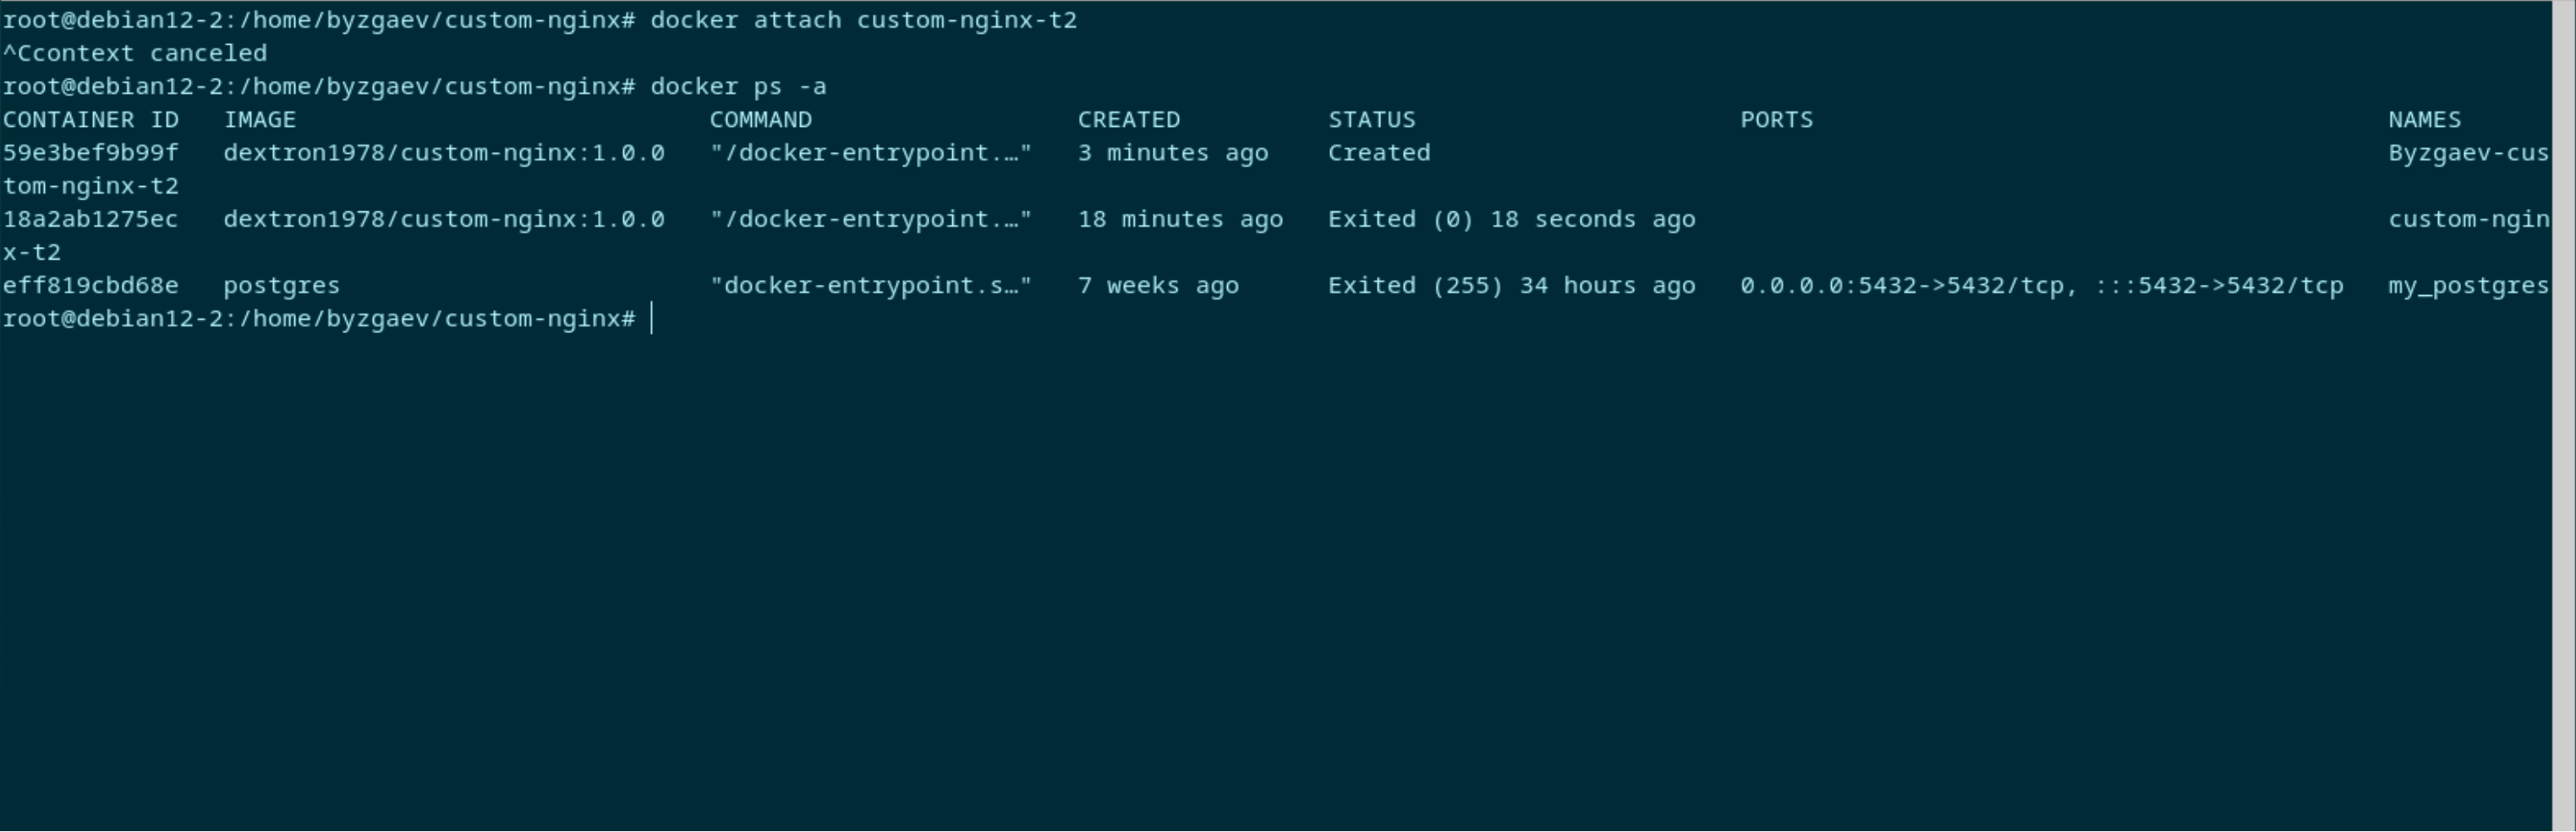 root@debian12-2:/home/byzgaev/custom-nginx# docker attach custom-nginx-t2
^Ccontext canceled
root@debian12-2:/home/byzgaev/custom-nginx# docker ps -a
CONTAINER ID   IMAGE                            COMMAND                  CREATED          STATUS                      PORTS                                       NAMES
59e3bef9b99f   dextron1978/custom-nginx:1.0.0   "/docker-entrypoint.…"   3 minutes ago    Created                                                                 Byzgaev-cus
tom-nginx-t2
18a2ab1275ec   dextron1978/custom-nginx:1.0.0   "/docker-entrypoint.…"   18 minutes ago   Exited (0) 18 seconds ago                                               custom-ngin
x-t2
eff819cbd68e   postgres                         "docker-entrypoint.s…"   7 weeks ago      Exited (255) 34 hours ago   0.0.0.0:5432->5432/tcp, :::5432->5432/tcp   my_postgres
root@debian12-2:/home/byzgaev/custom-nginx#